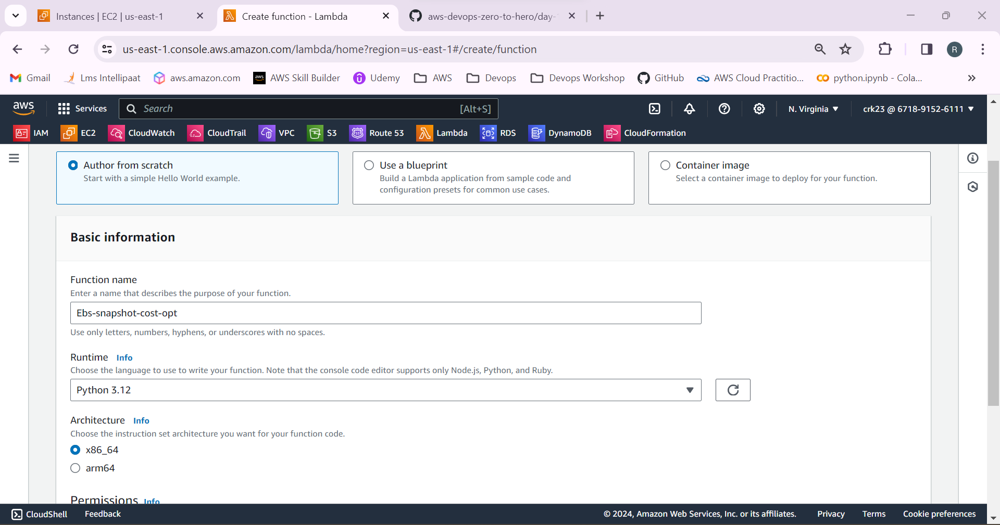 Instances | EC2 | us-east-1
Create function - Lambda
aws-devops-zero-to-hero/day-
us-east-1.console.aws.amazon.com/lambda/home?region=us-east-1#/create/function
R
Gmail
Lms Intellipaat
aws.amazon.com
aws
AWS Skill Builder
Udemy
AWS
Devops
Devops Workshop
GitHub
AWS Cloud Practitio...
python.ipynb - Cola...
aws
Services
Search
[Alt+S]
N. Virginia
crk23 @ 6718-9152-6111
IAM
EC2
CloudWatch
CloudTrail
VPC
S3
53
Route 53
Lambda
RDS
DynamoDB
CloudFormation
Author from scratch
Start with a simple Hello World example.
Use a blueprint
Build a Lambda application from sample code and
configuration presets for common use cases.
Container image
Select a container image to deploy for your function.
Basic information
Function name
Enter a name that describes the purpose of your function.
Ebs-snapshot-cost-opt
Use only letters, numbers, hyphens, or underscores with no spaces.
Runtime Info
Choose the language to use to write your function. Note that the console code editor supports only Node.js, Python, and Ruby.
Python 3.12
Architecture Info
Choose the instruction set architecture you want for your function code.
x86_64
arm64
Permissions Info
CloudShell
Feedback
© 2024, Amazon Web Services, Inc. or its affiliates.
Privacy
Terms
Cookie preferences